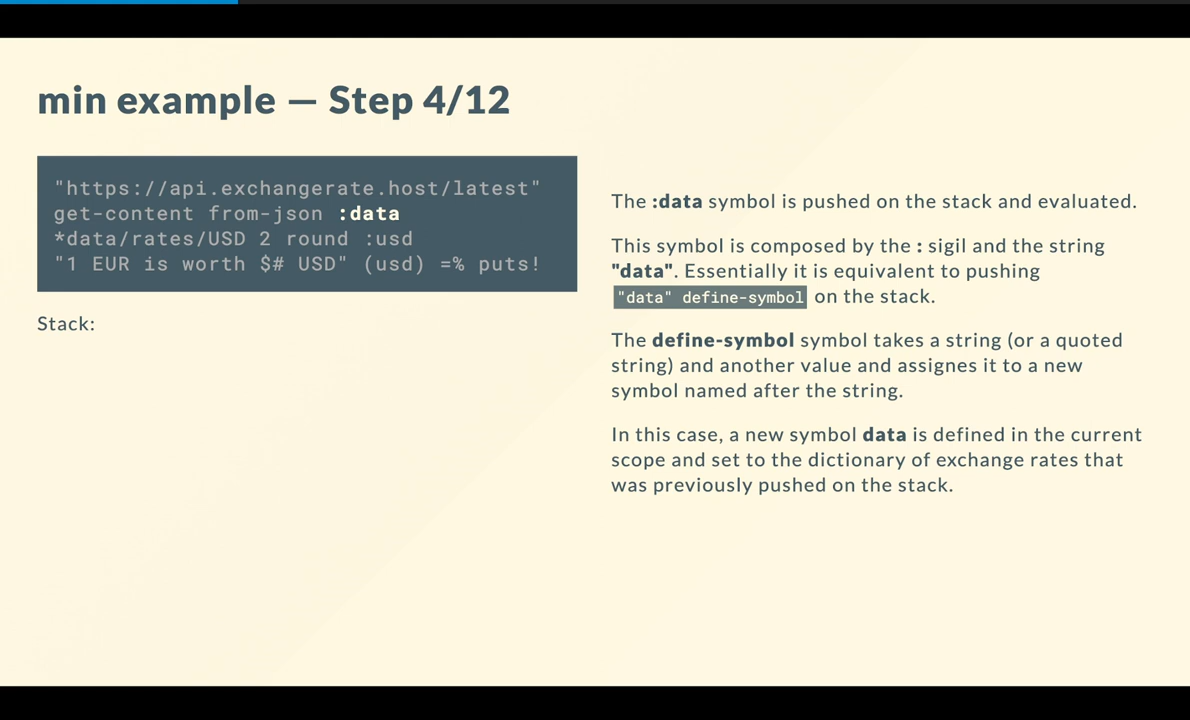 min example — Step 4/12
"https://api.exchangerate.host/latest"
get-content from-json :data
*data/rates/USD 2 round :usd
"1 EUR is worth $# USD" (usd) =% puts!
Stack:
The :data symbol is pushed on the stack and evaluated.
This symbol is composed by the : sigil and the string
"data". Essentially it is equivalent to pushing
"data" define-symbol on the stack.
The define-symbol symbol takes a string (or a quoted
string) and another value and assignes it to a new
symbol named after the string.
In this case, a new symbol data is defined in the current
scope and set to the dictionary of exchange rates that
was previously pushed on the stack.